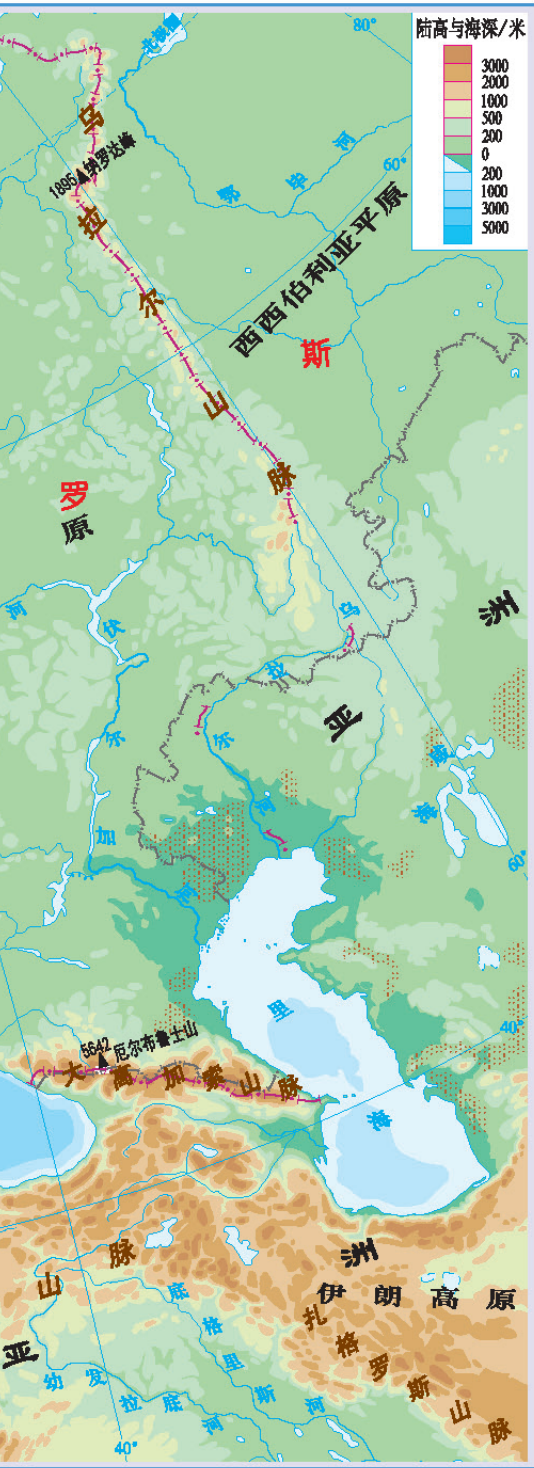 陆高与海深/米
3000
2000
1000
500
200
0
200
1000
3000
5000
北极圈
80°
60°
鄂毕河
1895▲纳罗达峰
乌拉尔山脉
西西伯利亚平原
斯
罗
原
河
伏尔加河
乌拉尔河
洲
亚
咸海
60°
40°
里海
5642
厄尔布鲁士山
大高加索山脉
山脉
洲
伊朗高原
扎格罗斯山脉
底格里斯河
亚
幼发拉底河
40°